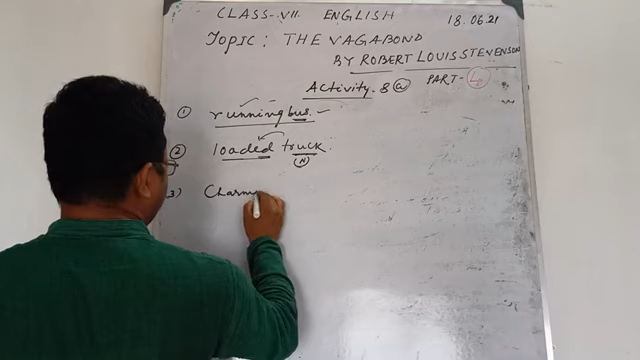 CLASS-VII. ENGLISH 18.06.21
TOPIC: THE VAGABOND
BY ROBERT LOUIS STEVENSON
Activity.8 (a) PART-4
① running bus.
② loaded truck.
(N)
3) Charm